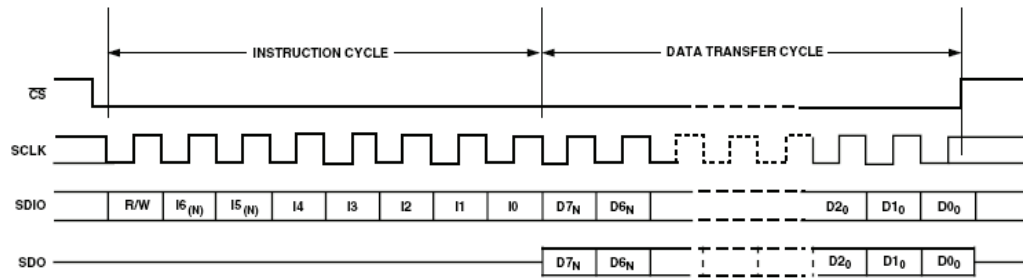 INSTRUCTION CYCLE DATA TRANSFER CYCLE
CS
SCLK
SDIO R/W I6(N) I5(N) I4 I3 I2 I1 I0 D7N D6N D20 D10 D00
SDO D7N D6N D20 D10 D00